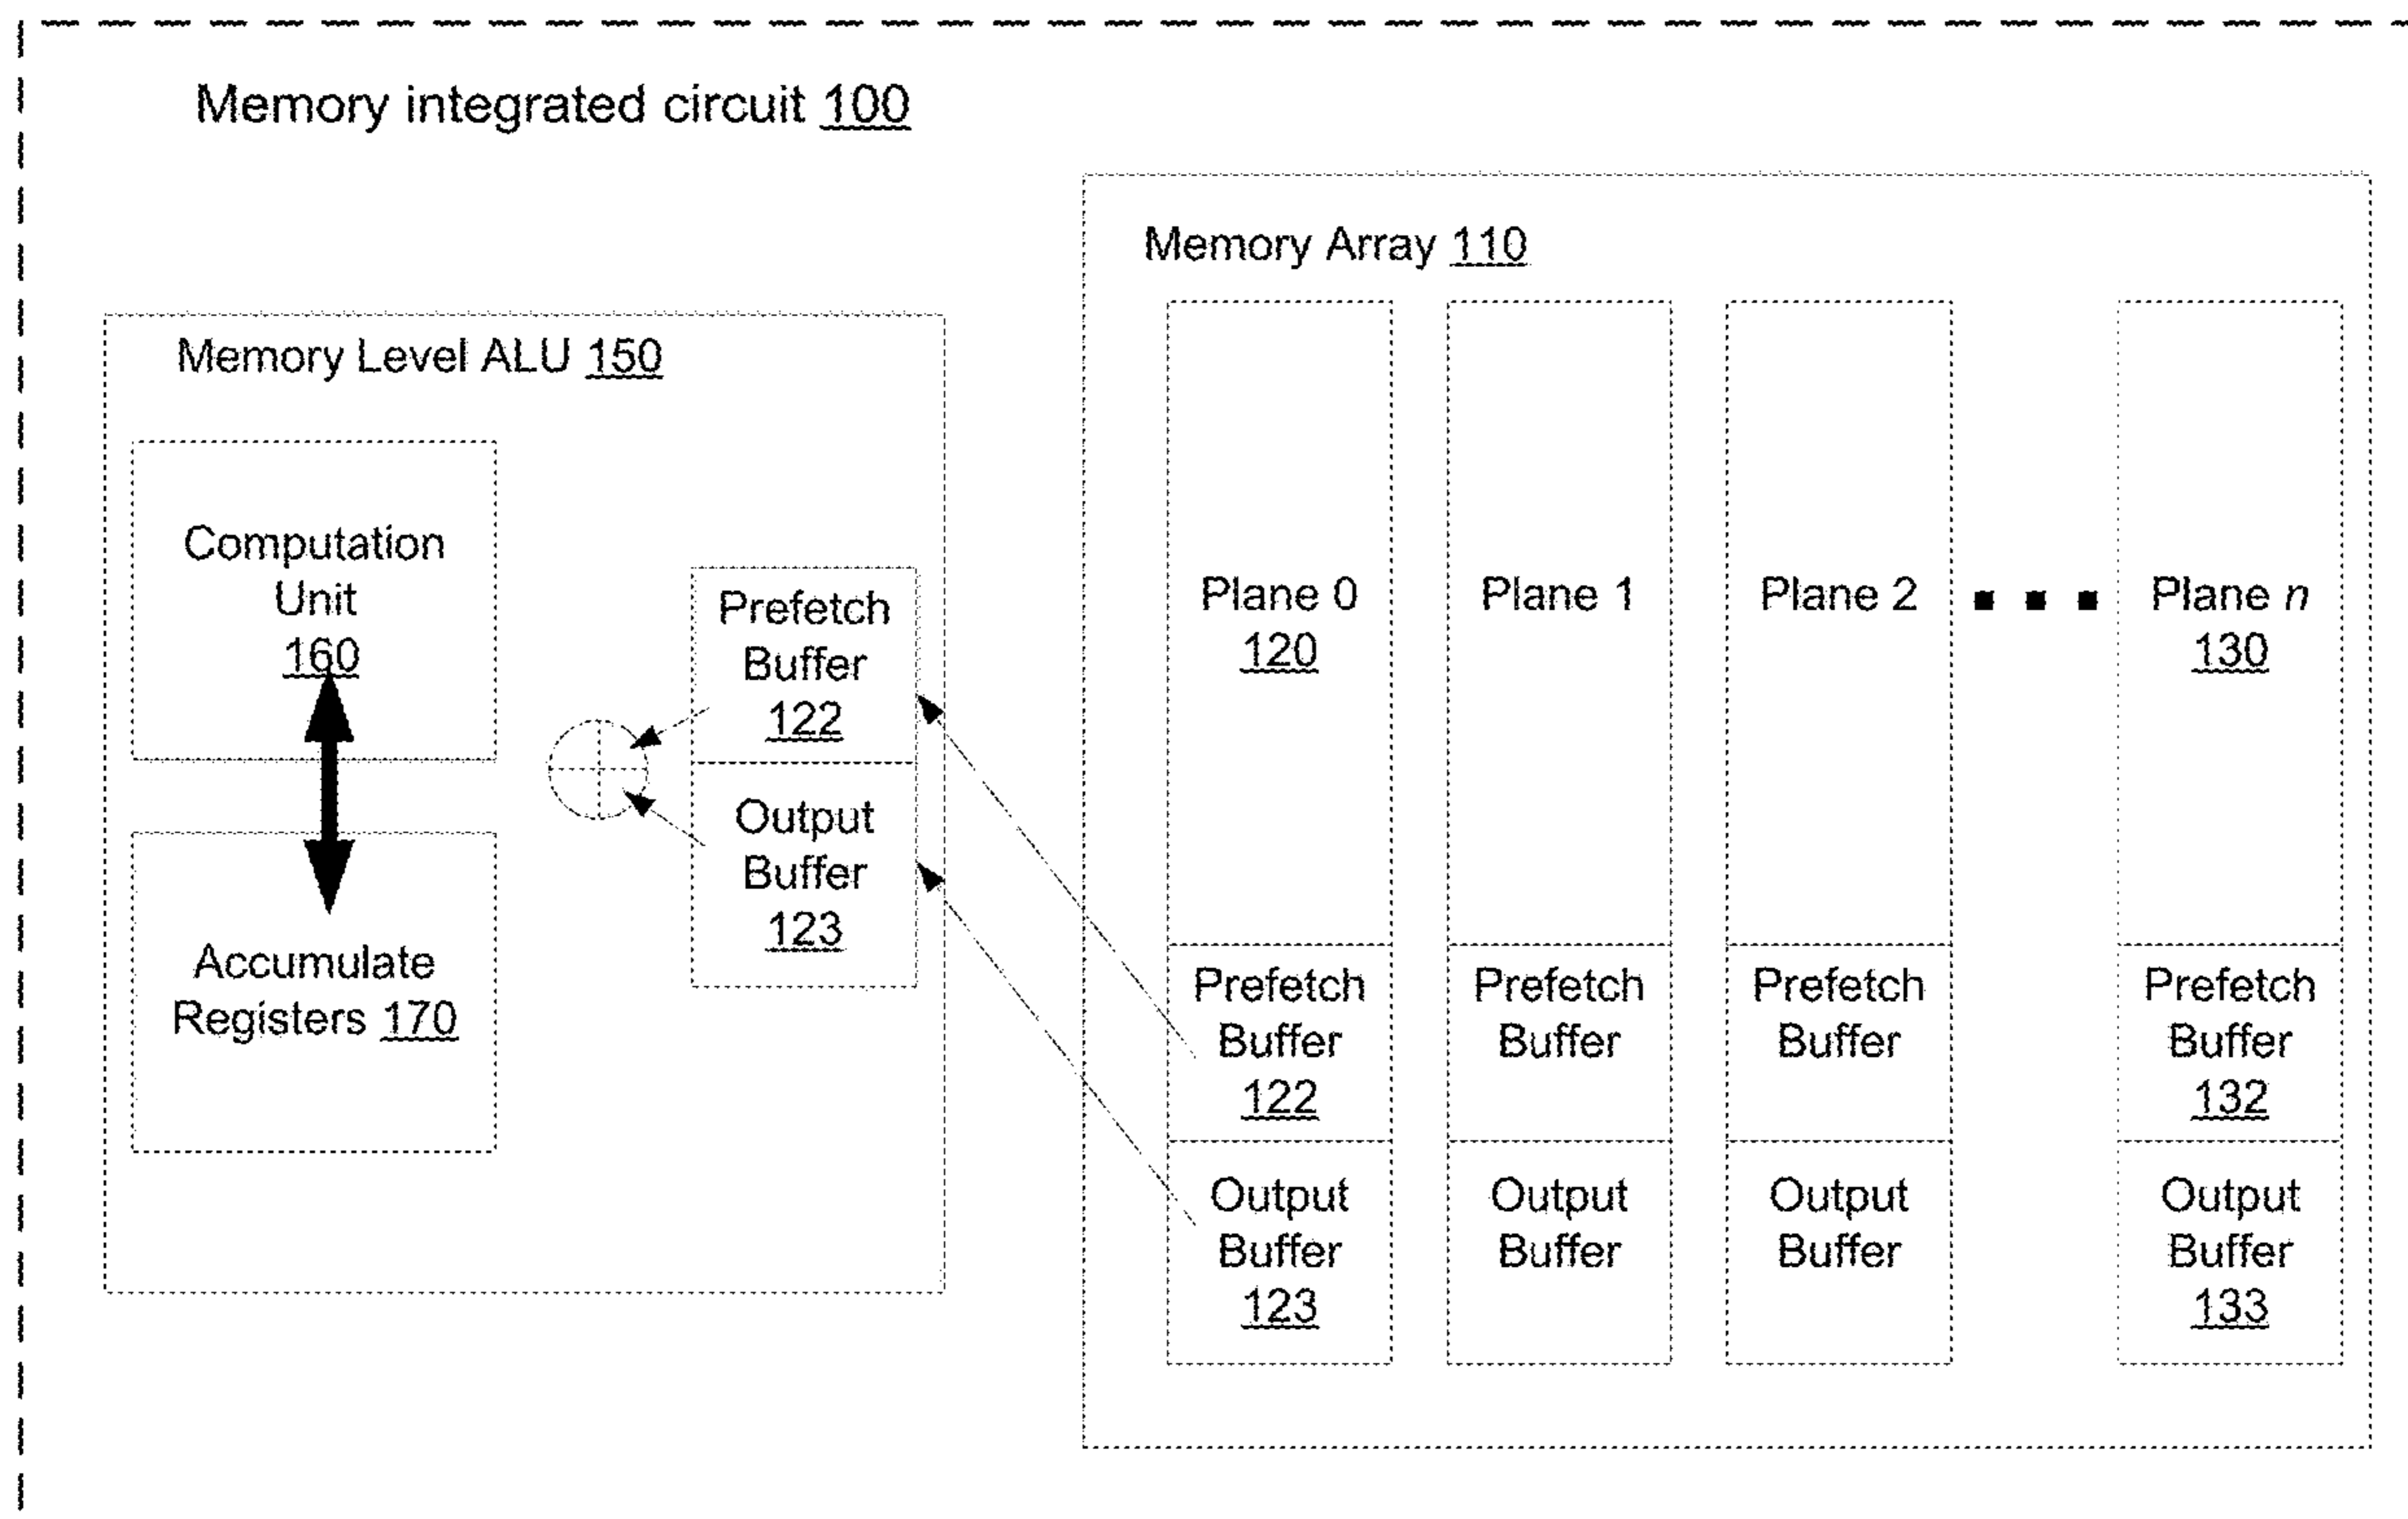 Memory integrated circuit 100
Memory Array 110
Memory Level ALU 150
Computation
Unit
160
Accumulate
Registers 170
Prefetch
Buffer
122
Output
Buffer
123
Plane 0
120
Prefetch
Buffer
122
Output
Buffer
123
Plane 1
Prefetch
Buffer
Output
Buffer
Plane 2
Prefetch
Buffer
Output
Buffer
Plane n
130
Prefetch
Buffer
132
Output
Buffer
133